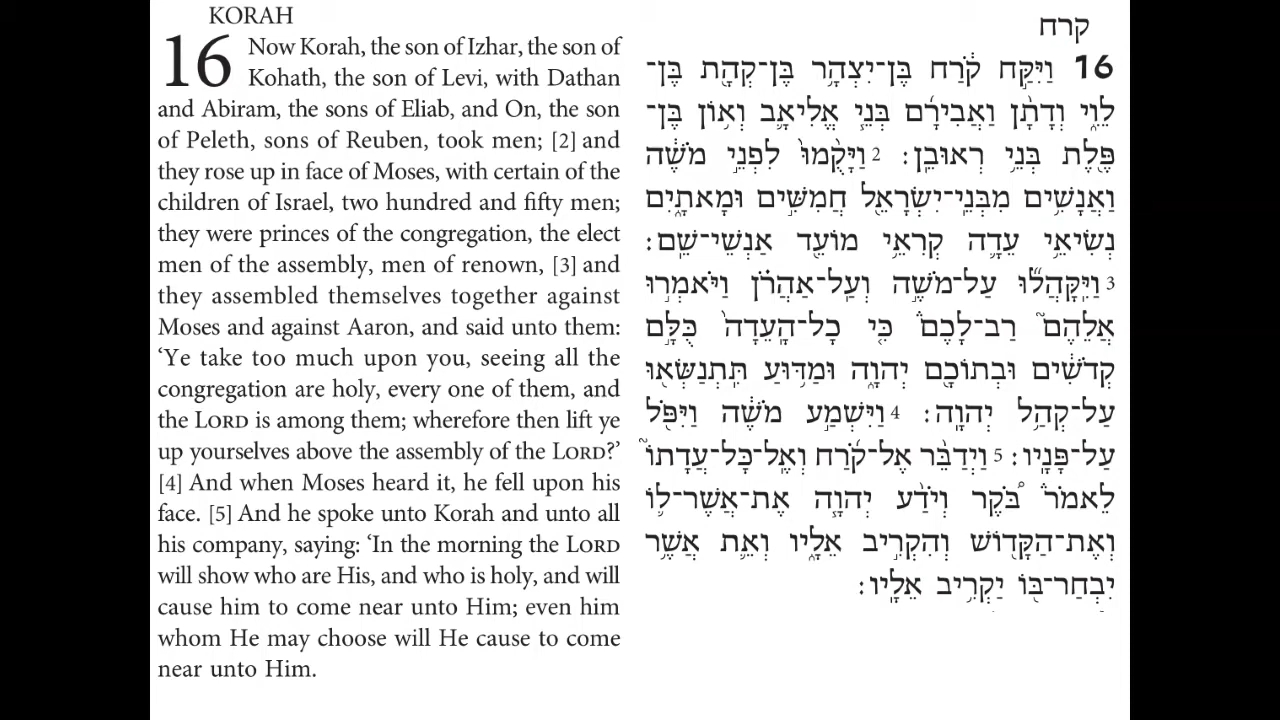 KORAH
16 Now Korah, the son of Izhar, the son of
Kohath, the son of Levi, with Dathan
and Abiram, the sons of Eliab, and On, the son
of Peleth, sons of Reuben, took men; [2] and
they rose up in face of Moses, with certain of the
children of Israel, two hundred and fifty men;
they were princes of the congregation, the elect
men of the assembly, men of renown, [3] and
they assembled themselves together against
Moses and against Aaron, and said unto them:
‘Ye take too much upon you, seeing all the
congregation are holy, every one of them, and
the LORD is among them; wherefore then lift ye
up yourselves above the assembly of the LORD?’
[4] And when Moses heard it, he fell upon his
face. [5] And he spoke unto Korah and unto all
his company, saying: ‘In the morning the LORD
will show who are His, and who is holy, and will
cause him to come near unto Him; even him
whom He may choose will He cause to come
near unto Him.
קרח
16 וַיִּקַּ֣ח קֹ֔רַח בֶּן־יִצְהָ֥ר בֶּן־קְהָ֖ת בֶּן־
לֵוִ֑י וְדָתָ֨ן וַאֲבִירָ֜ם בְּנֵ֧י אֱלִיאָ֛ב וְא֥וֹן בֶּן־
פֶּ֖לֶת בְּנֵ֥י רְאוּבֵֽן׃ 2 וַיָּקֻ֙מוּ֙ לִפְנֵ֣י מֹשֶׁ֔ה
וַאֲנָשִׁ֥ים מִבְּנֵֽי־יִשְׂרָאֵ֖ל חֲמִשִּׁ֣ים וּמָאתָ֑יִם
נְשִׂיאֵ֥י עֵדָ֛ה קְרִאֵ֥י מוֹעֵ֖ד אַנְשֵׁי־שֵֽׁם׃
3 וַיִּֽקָּהֲל֞וּ עַל־מֹשֶׁ֣ה וְעַֽל־אַהֲרֹ֗ן וַיֹּאמְר֣וּ
אֲלֵהֶם֮ רַב־לָכֶם֒ כִּ֤י כׇל־הָֽעֵדָה֙ כֻּלָּ֣ם
קְדֹשִׁ֔ים וּבְתוֹכָ֖ם יְהֹוָ֑ה וּמַדּ֥וּעַ תִּֽתְנַשְּׂא֖וּ
עַל־קְהַ֥ל יְהֹוָֽה׃ 4 וַיִּשְׁמַ֣ע מֹשֶׁ֔ה וַיִּפֹּ֖ל
עַל־פָּנָֽיו׃ 5 וַיְדַבֵּ֨ר אֶל־קֹ֜רַח וְאֶֽל־כׇּל־עֲדָתוֹ֮
לֵאמֹר֒ בֹּ֠קֶר וְיֹדַ֨ע יְהֹוָ֧ה אֶת־אֲשֶׁר־ל֛וֹ
וְאֶת־הַקָּד֖וֹשׁ וְהִקְרִ֣יב אֵלָ֑יו וְאֵ֛ת אֲשֶׁ֥ר
יִבְחַר־בּ֖וֹ יַקְרִ֥יב אֵלָֽיו׃